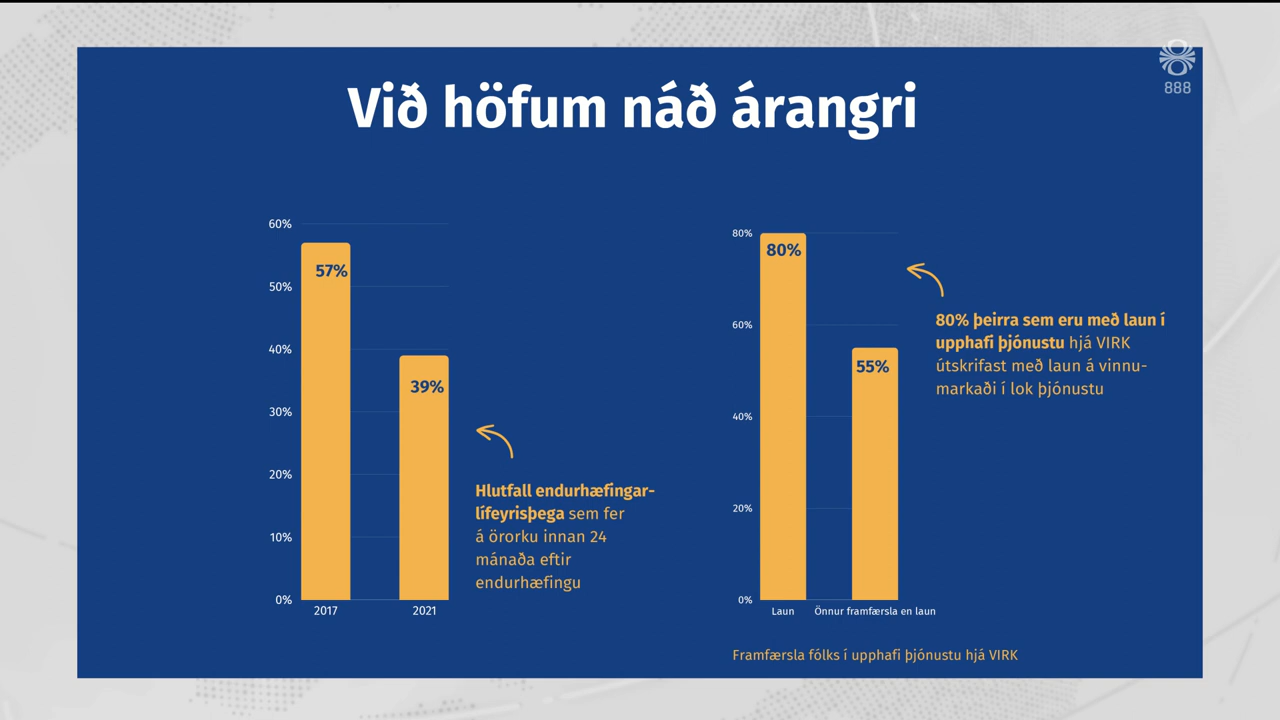 888
Við höfum náð árangri
60%
50%
40%
30%
20%
10%
0%
57%
39%
2017
2021
Hlutfall endurhæfingar-
lífeyrisþega sem fer
á örorku innan 24
mánaða eftir
endurhæfingu
80%
60%
40%
20%
0%
80%
55%
Laun
Önnur framfærsla en laun
80% þeirra sem eru með laun í
upphafi þjónustu hjá VIRK
útskrifast með laun á vinnu-
markaði í lok þjónustu
Framfærsla fólks í upphafi þjónustu hjá VIRK